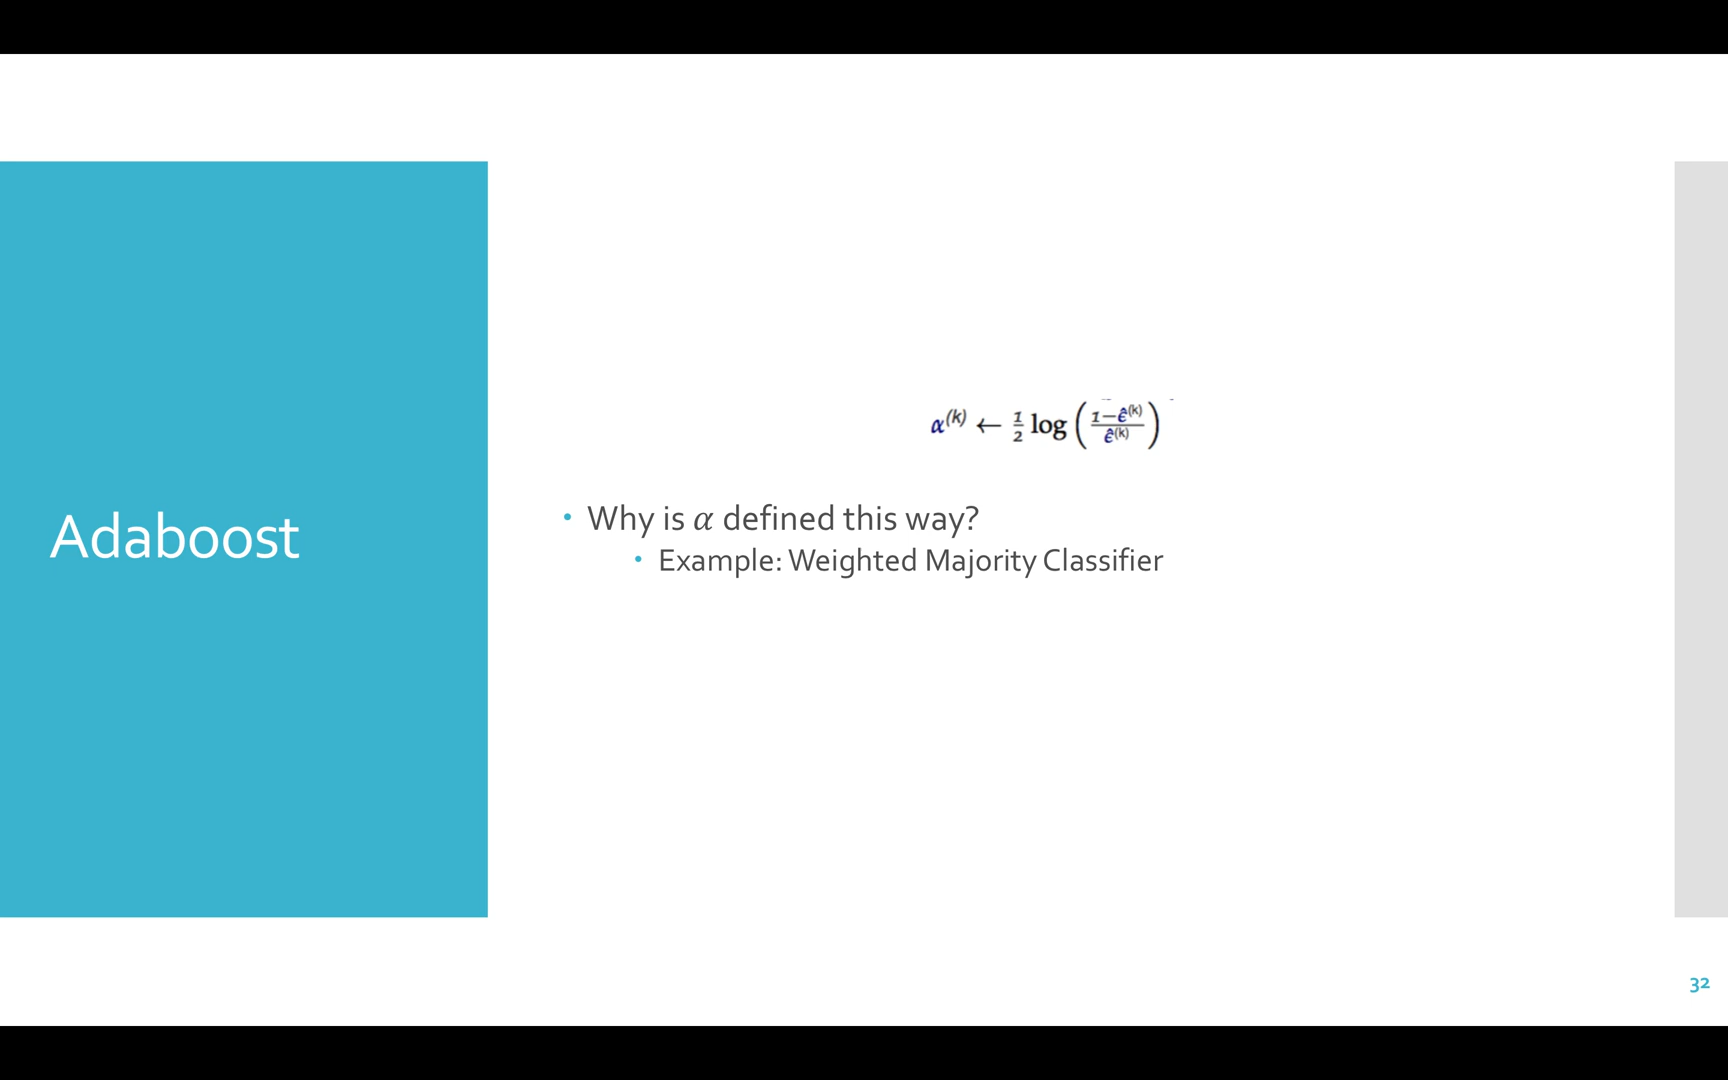 Adaboost
α^(k) ← 1/2 log ( (1−ε̂^(k)) / ε̂^(k) )
• Why is α defined this way?
• Example: Weighted Majority Classifier
32